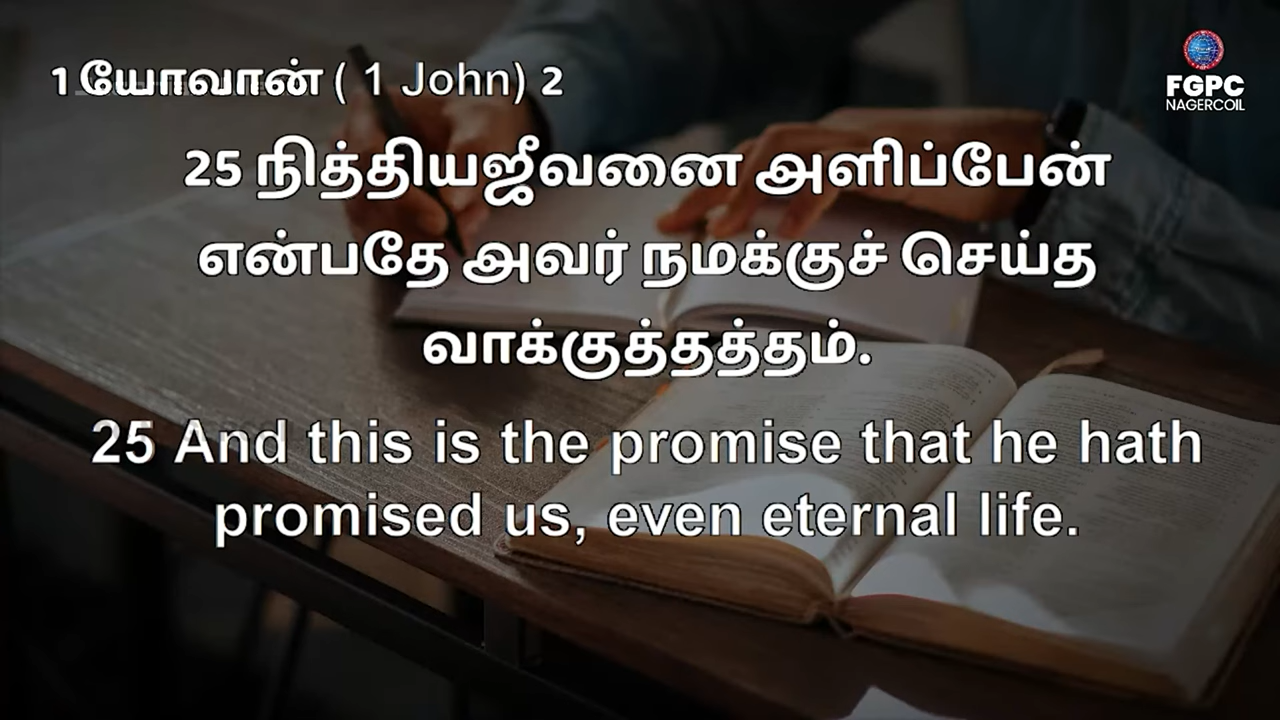 1 யோவான் ( 1 John) 2
FGPC
NAGERCOIL
25 நித்தியஜீவனை அளிப்பேன்
என்பதே அவர் நமக்குச் செய்த
வாக்குத்தத்தம்.
25 And this is the promise that he hath
promised us, even eternal life.